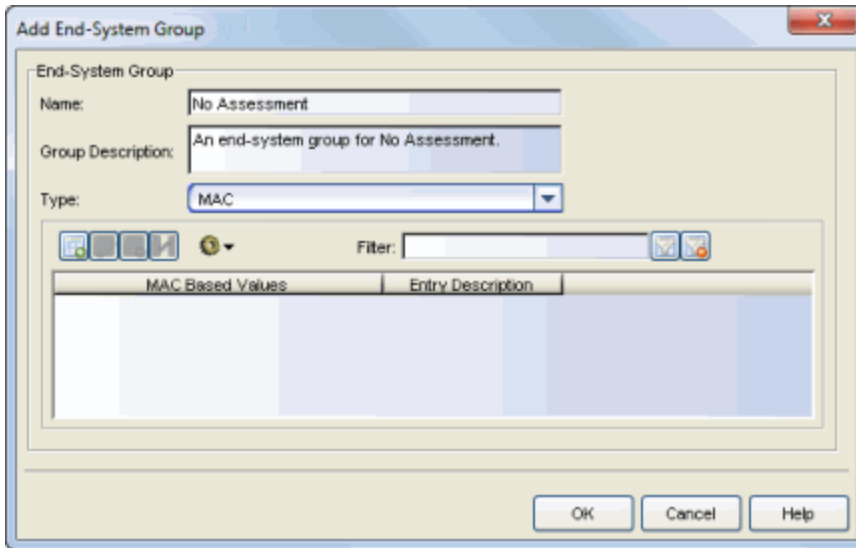 Add End-System Group
End-System Group
Name: No Assessment
Group Description: An end-system group for No Assessment.
Type: MAC
Filter:
MAC Based Values Entry Description
OK Cancel Help